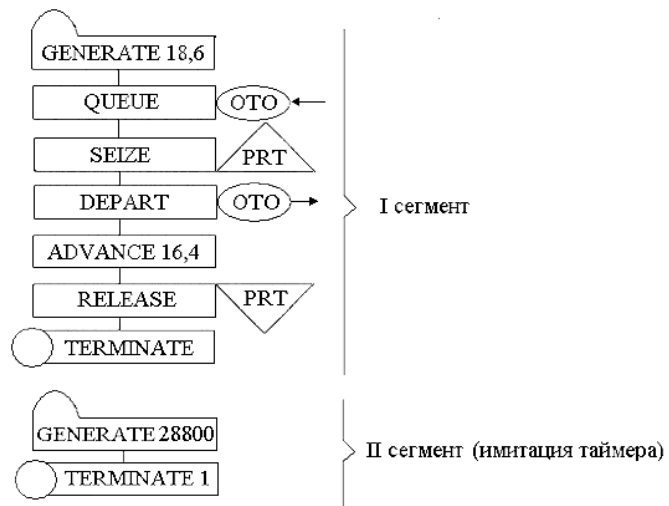 GENERATE 18,6
QUEUE OTO
SEIZE PRT
DEPART OTO
I сегмент
ADVANCE 16,4
RELEASE PRT
TERMINATE
GENERATE 28800
II сегмент (имитация таймера)
TERMINATE 1